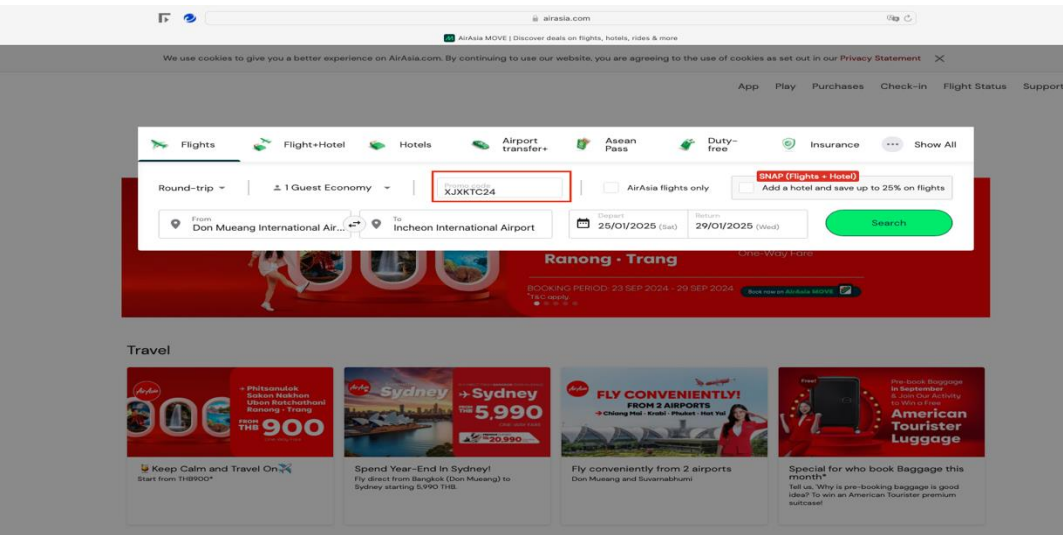 airasia.com
AirAsia MOVE | Discover deals on flights, hotels, rides & more
We use cookies to give you a better experience on AirAsia.com. By continuing to use our website, you are agreeing to the use of cookies as set out in our Privacy Statement
App Play Purchases Check-in Flight Status Support
Flights Flight+Hotel Hotels Airport transfer+ Asean Pass Duty-free Insurance Show All
SNAP (Flights + Hotel)
Round-trip 1 Guest Economy Promo code XJXKTC24 AirAsia flights only Add a hotel and save up to 25% on flights
From To Depart Return
Don Mueang International Air... Incheon International Airport 25/01/2025 (Sat) 29/01/2025 (Wed) Search
Ranong • Trang
One-Way Fare
BOOKING PERIOD: 23 SEP 2024 - 29 SEP 2024
Book now on AirAsia MOVE
*T&C apply
Travel
AirAsia
+ Phitsanulok
Sakon Nakhon
Ubon Ratchathani
Ranong • Trang
FROM THB 900
One-way Fare
Keep Calm and Travel On
Start from THB900*
AirAsia
Sydney
Sydney
THB 5,990
20,990
Spend Year-End In Sydney!
Fly direct from Bangkok (Don Mueang) to
Sydney starting 5,990 THB.
AirAsia
FLY CONVENIENTLY!
FROM 2 AIRPORTS
Chiang Mai • Krabi • Phuket • Hat Yai
Fly conveniently from 2 airports
Don Mueang and Suvarnabhumi
Free!
Pre-book Baggage
in September
& Join Our Activity
to Win a Free
American
Tourister
Luggage
Special for who book Baggage this
month*
Tell us, 'Why is pre-booking baggage is good
idea? To win an American Tourister premium
suitcase!